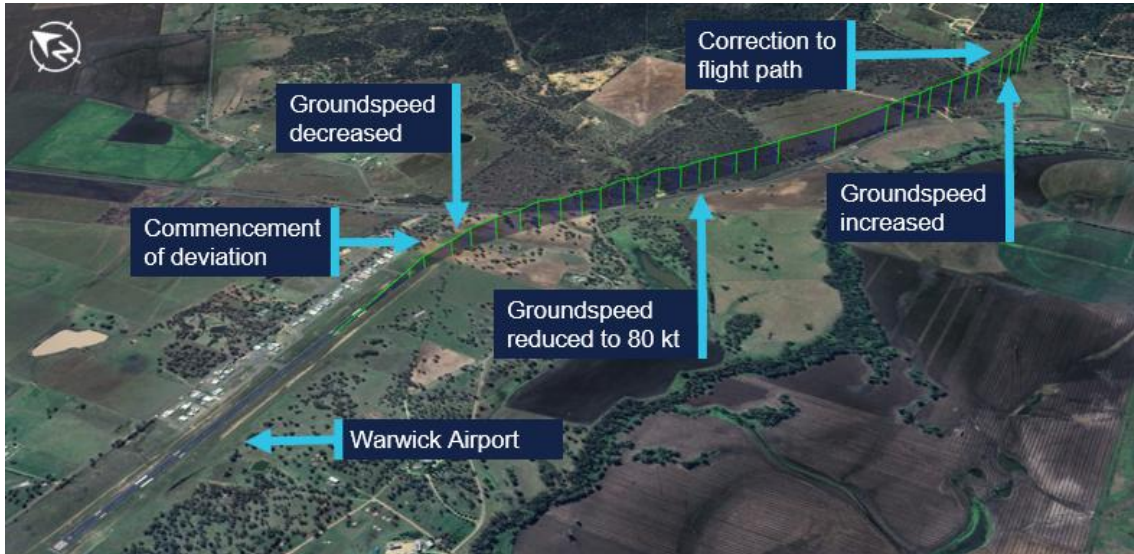 N
Correction to
flight path
Groundspeed
decreased
Commencement
of deviation
Groundspeed
increased
Groundspeed
reduced to 80 kt
Warwick Airport